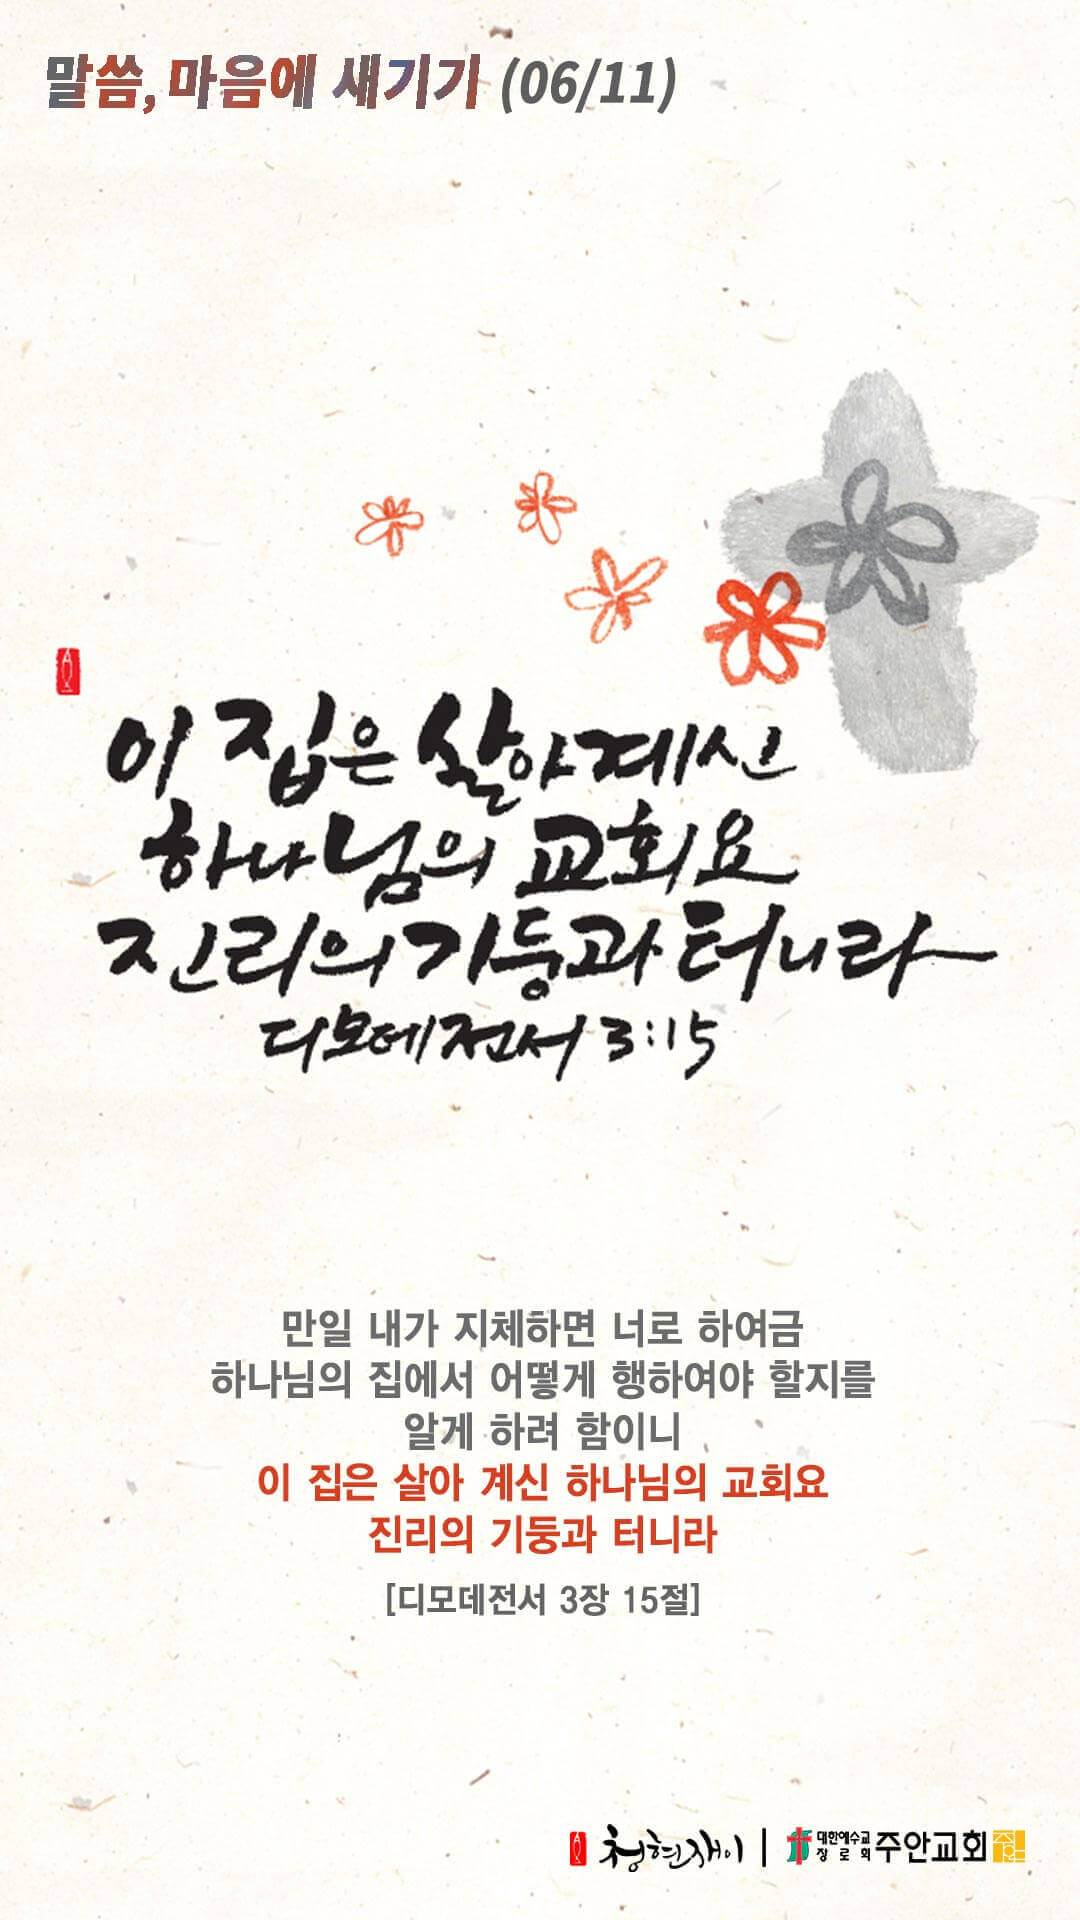 말씀, 마음에 새기기 (06/11)
이 집은 살아계신
하나님의 교회요
진리의 기둥과 터니라
디모데전서 3:15
만일 내가 지체하면 너로 하여금
하나님의 집에서 어떻게 행하여야 할지를
알게 하려 함이니
이 집은 살아 계신 하나님의 교회요
진리의 기둥과 터니라
[디모데전서 3장 15절]
청현재이 | 대한예수교
장로회 주안교회